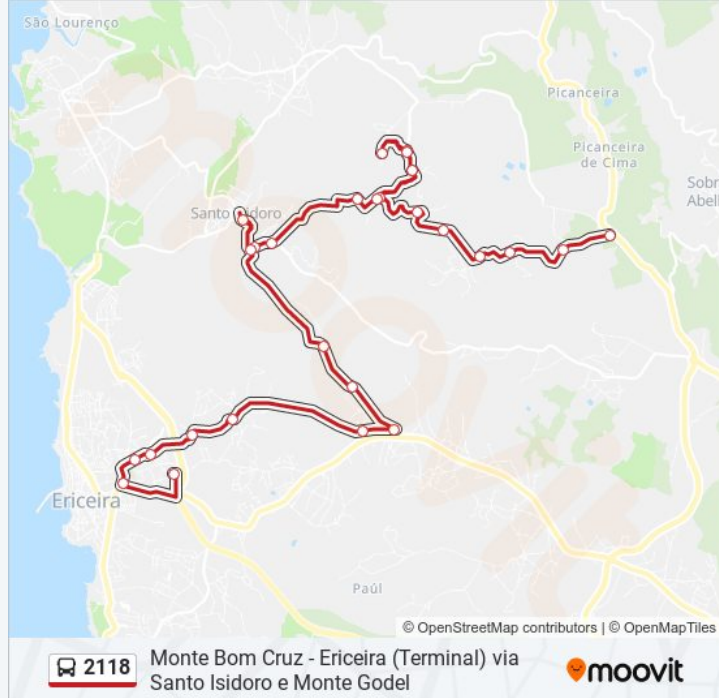 São Lourenço
Picanceira
Picanceira
de Cima
Sobr
Abell
Santo Isidoro
Ericeira
Paúl
© OpenStreetMap contributors | © OpenMapTiles
2118
Monte Bom Cruz - Ericeira (Terminal) via
Santo Isidoro e Monte Godel
moovit